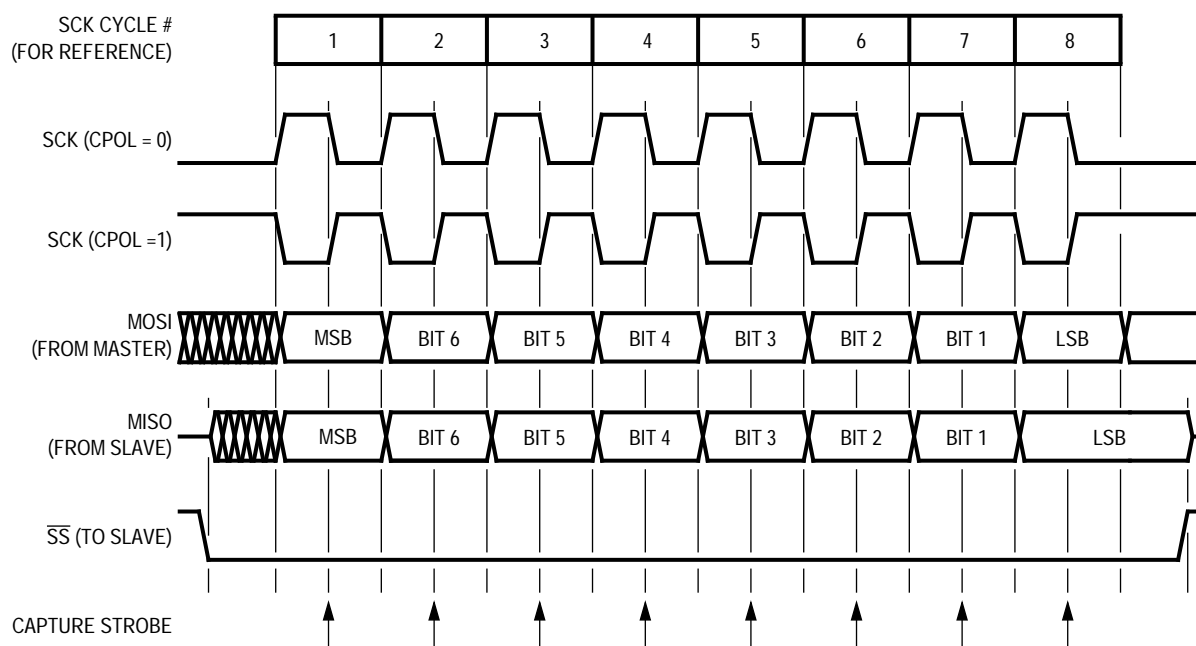 SCK CYCLE #
(FOR REFERENCE)
1 2 3 4 5 6 7 8
SCK (CPOL = 0)
SCK (CPOL =1)
MOSI
(FROM MASTER)
MSB BIT 6 BIT 5 BIT 4 BIT 3 BIT 2 BIT 1 LSB
MISO
(FROM SLAVE)
MSB BIT 6 BIT 5 BIT 4 BIT 3 BIT 2 BIT 1 LSB
S̅S̅ (TO SLAVE)
CAPTURE STROBE